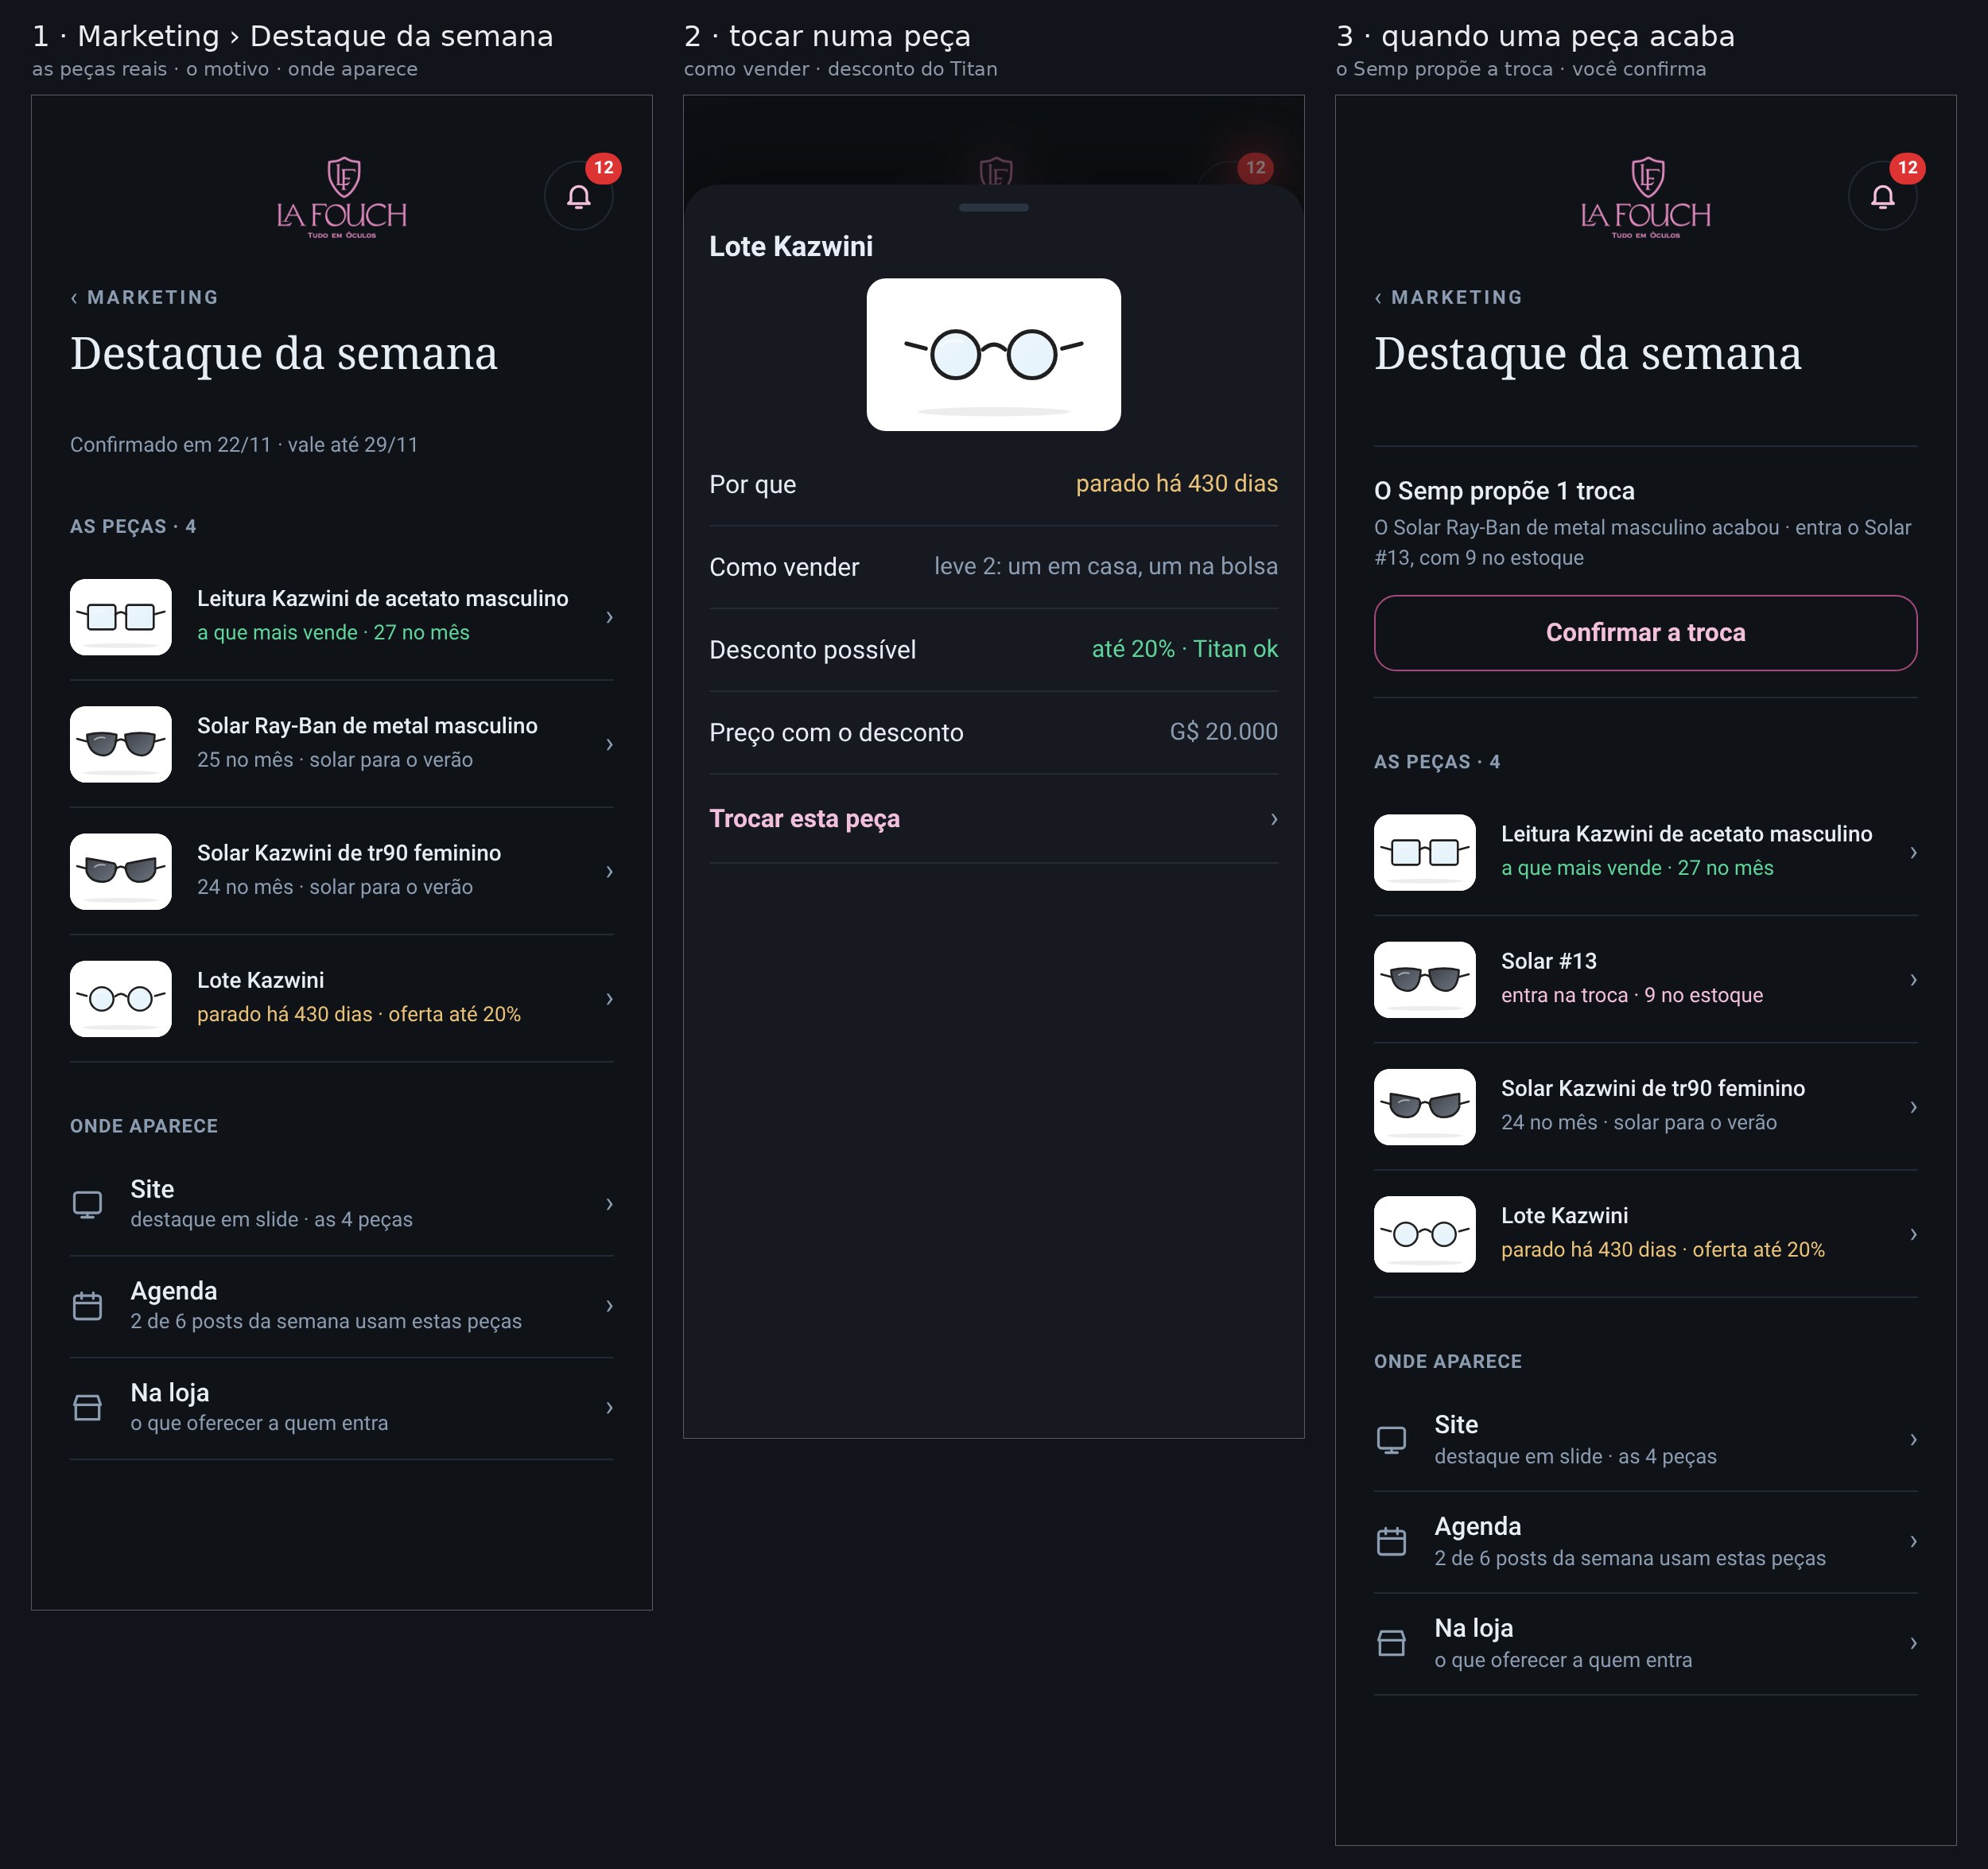 1 · Marketing › Destaque da semana
as peças reais · o motivo · onde aparece
12
LF
LA FOUCH
TUDO EM ÓCULOS
‹ MARKETING
Destaque da semana
Confirmado em 22/11 · vale até 29/11
AS PEÇAS · 4
Leitura Kazwini de acetato masculino
a que mais vende · 27 no mês
›
Solar Ray-Ban de metal masculino
25 no mês · solar para o verão
›
Solar Kazwini de tr90 feminino
24 no mês · solar para o verão
›
Lote Kazwini
parado há 430 dias · oferta até 20%
›
ONDE APARECE
Site
destaque em slide · as 4 peças
›
Agenda
2 de 6 posts da semana usam estas peças
›
Na loja
o que oferecer a quem entra
›
2 · tocar numa peça
como vender · desconto do Titan
12
LF
Lote Kazwini
Por que parado há 430 dias
Como vender leve 2: um em casa, um na bolsa
Desconto possível até 20% · Titan ok
Preço com o desconto G$ 20.000
Trocar esta peça ›
3 · quando uma peça acaba
o Semp propõe a troca · você confirma
12
LF
LA FOUCH
TUDO EM ÓCULOS
‹ MARKETING
Destaque da semana
O Semp propõe 1 troca
O Solar Ray-Ban de metal masculino acabou · entra o Solar
#13, com 9 no estoque
Confirmar a troca
AS PEÇAS · 4
Leitura Kazwini de acetato masculino
a que mais vende · 27 no mês
›
Solar #13
entra na troca · 9 no estoque
›
Solar Kazwini de tr90 feminino
24 no mês · solar para o verão
›
Lote Kazwini
parado há 430 dias · oferta até 20%
›
ONDE APARECE
Site
destaque em slide · as 4 peças
›
Agenda
2 de 6 posts da semana usam estas peças
›
Na loja
o que oferecer a quem entra
›